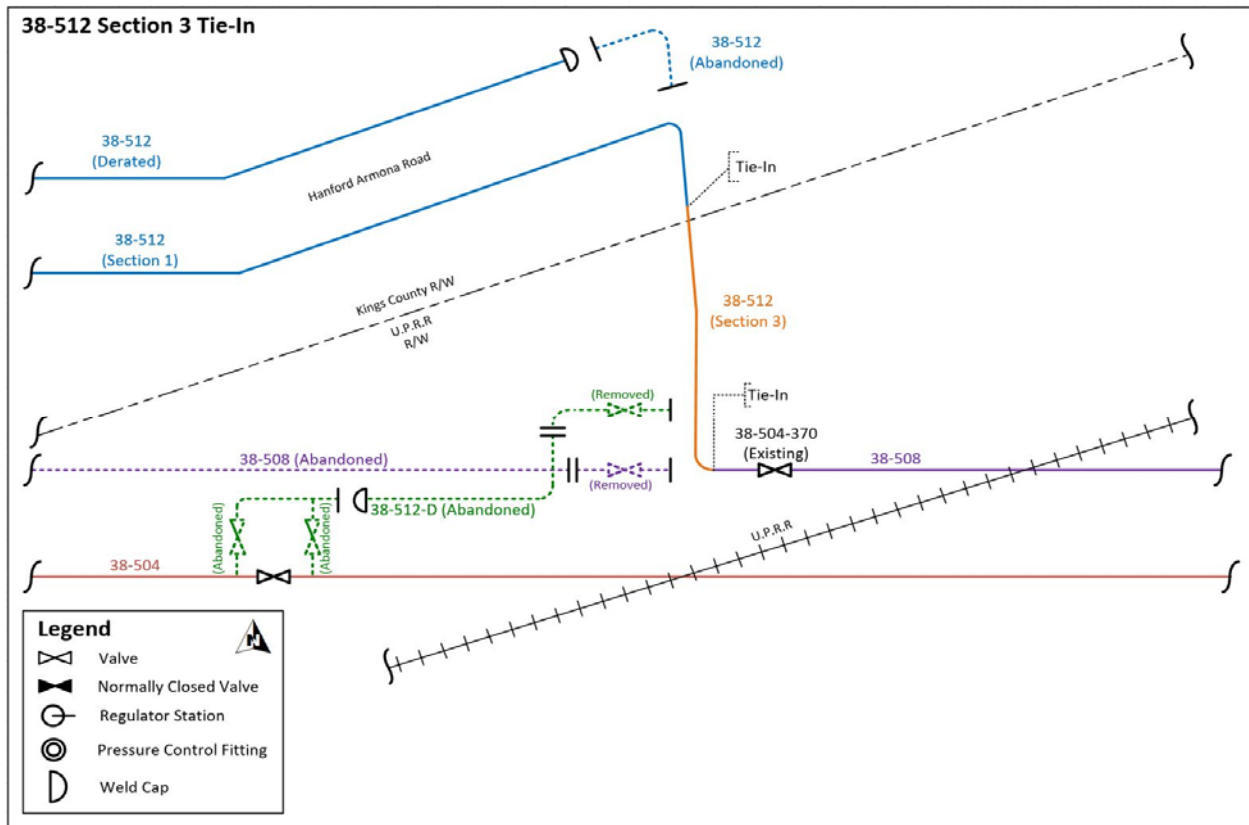 38-512 Section 3 Tie-In
38-512
(Abandoned)
38-512
(Derated)
Hanford Armona Road
Tie-In
38-512
(Section 1)
Kings County R/W
U.P.R.R
R/W
38-512
(Section 3)
(Removed)
Tie-In
38-504-370
(Existing)
38-508 (Abandoned)
38-508
(Removed)
38-512-D (Abandoned)
(Abandoned)
(Abandoned)
U.P.R.R
38-504
Legend
N
Valve
Normally Closed Valve
Regulator Station
Pressure Control Fitting
Weld Cap